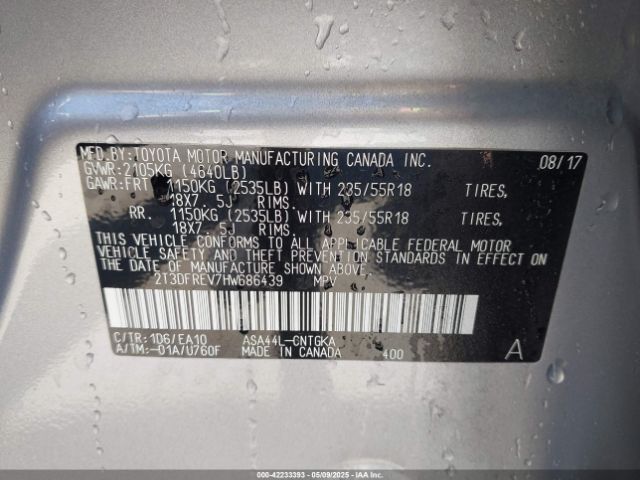 MFD.BY:TOYOTA MOTOR MANUFACTURING CANADA INC. 08/17
GVWR:2105KG (4640LB)
GAWR:FRT 1150KG (2535LB) WITH 235/55R18 TIRES,
18X7 5J RIMS.
RR. 1150KG (2535LB) WITH 235/55R18 TIRES,
18X7 5J RIMS.
THIS VEHICLE CONFORMS TO ALL APPLICABLE FEDERAL MOTOR
VEHICLE SAFETY AND THEFT PREVENTION STANDARDS IN EFFECT ON
THE DATE OF MANUFACTURE SHOWN ABOVE.
2T3DFREV7HW686439 MPV
C/TR:1D6/EA10 ASA44L-CNTGKA
A/TM:-01A/U760F MADE IN CANADA 400 A
000-42233393 05/09/2025 IAAI.COM